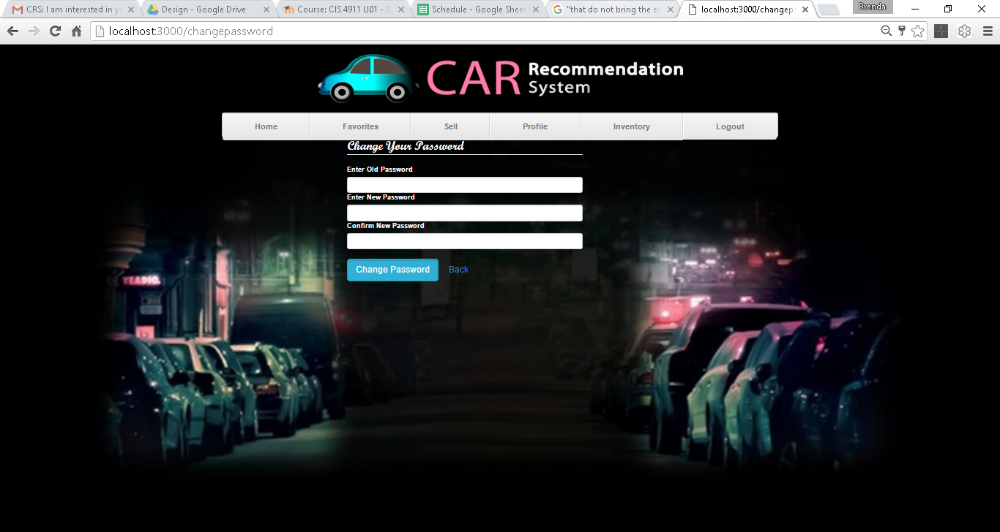 CRS: I am interested in y
Design - Google Drive
Course: CIS 4911 U01 - S
Schedule - Google Sheet
"that do not bring the e
localhost:3000/changep
Brenda
localhost:3000/changepassword
CAR Recommendation
System
Home Favorites Sell Profile Inventory Logout
Change Your Password
Enter Old Password
Enter New Password
Confirm New Password
Change Password Back
YEADIO.